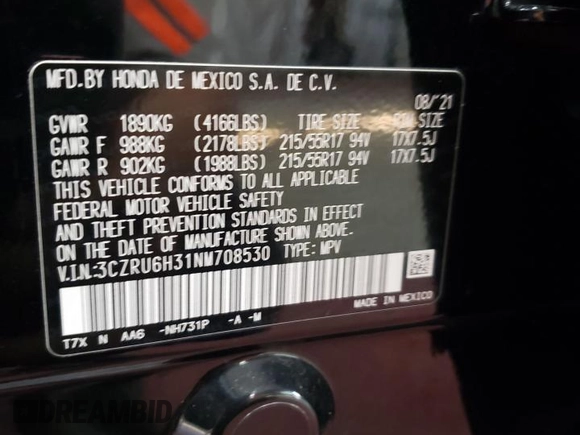 MFD.BY HONDA DE MEXICO S.A. DE C.V.
08/'21
GVWR 1890KG (4166LBS) TIRE SIZE RIM SIZE
GAWR F 988KG (2178LBS) 215/55R17 94V 17X7.5J
GAWR R 902KG (1988LBS) 215/55R17 94V 17X7.5J
THIS VEHICLE CONFORMS TO ALL APPLICABLE
FEDERAL MOTOR VEHICLE SAFETY
AND THEFT PREVENTION STANDARDS IN EFFECT
ON THE DATE OF MANUFACTURE SHOWN ABOVE.
V.I.N.:3CZRU6H31NM708530 TYPE: MPV
MADE IN MEXICO
T7X N AA6 -NH731P -A -M
DREAMBID